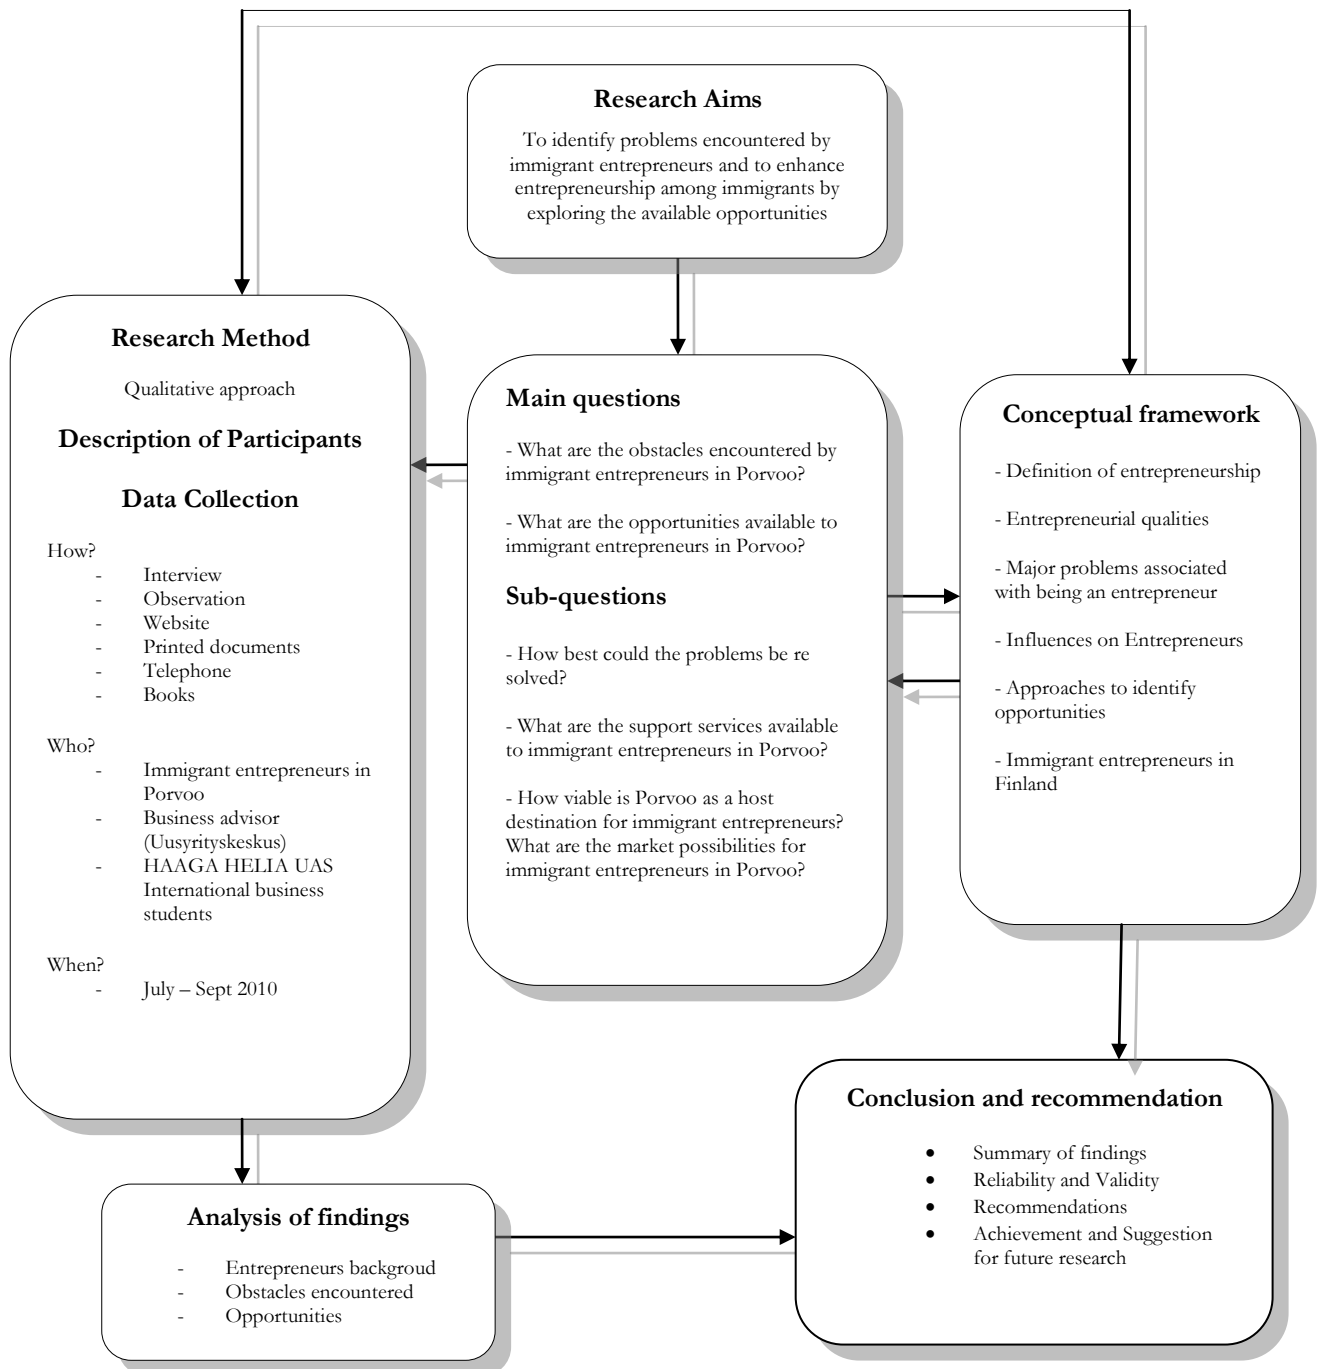 Research Aims
To identify problems encountered by
immigrant entrepreneurs and to enhance
entrepreneurship among immigrants by
exploring the available opportunities
Research Method
Qualitative approach
Description of Participants
Data Collection
How?
- Interview
- Observation
- Website
- Printed documents
- Telephone
- Books
Who?
- Immigrant entrepreneurs in
Porvoo
- Business advisor
(Uusyrityskeskus)
- HAAGA HELIA UAS
International business
students
When?
- July – Sept 2010
Main questions
- What are the obstacles encountered by
immigrant entrepreneurs in Porvoo?
- What are the opportunities available to
immigrant entrepreneurs in Porvoo?
Sub-questions
- How best could the problems be re
solved?
- What are the support services available
to immigrant entrepreneurs in Porvoo?
- How viable is Porvoo as a host
destination for immigrant entrepreneurs?
What are the market possibilities for
immigrant entrepreneurs in Porvoo?
Conceptual framework
- Definition of entrepreneurship
- Entrepreneurial qualities
- Major problems associated
with being an entrepreneur
- Influences on Entrepreneurs
- Approaches to identify
opportunities
- Immigrant entrepreneurs in
Finland
Analysis of findings
- Entrepreneurs backgroud
- Obstacles encountered
- Opportunities
Conclusion and recommendation
• Summary of findings
• Reliability and Validity
• Recommendations
• Achievement and Suggestion
for future research